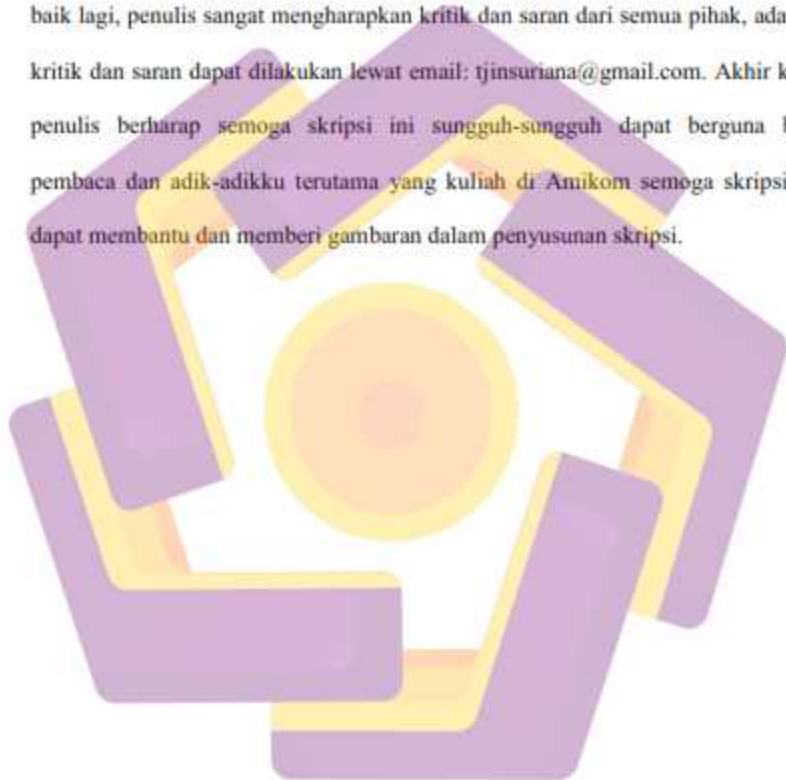 baik lagi, penulis sangat mengharapkan kritik dan saran dari semua pihak, ada
kritik dan saran dapat dilakukan lewat email: tjinsuriana@gmail.com. Akhir k
penulis berharap semoga skripsi ini sungguh-sungguh dapat berguna b
pembaca dan adik-adikku terutama yang kuliah di Amikom semoga skripsi
dapat membantu dan memberi gambaran dalam penyusunan skripsi.